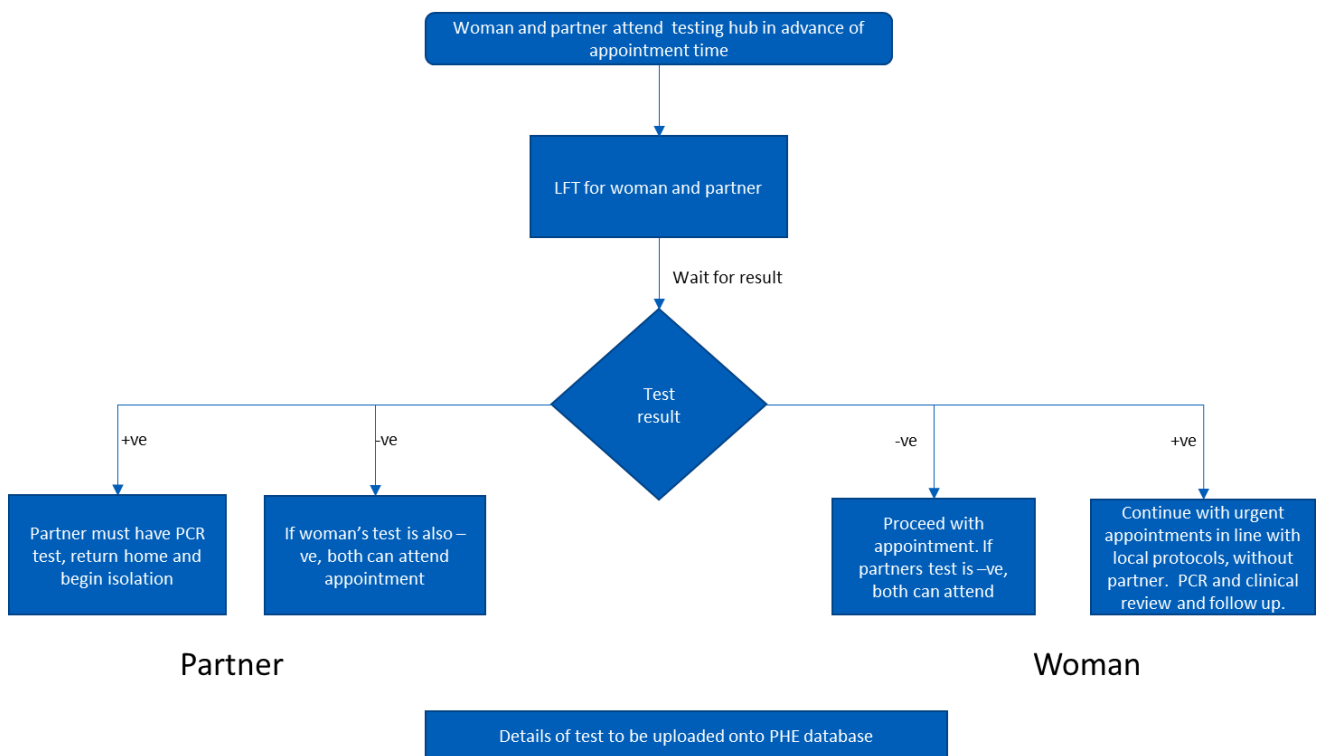 Woman and partner attend testing hub in advance of
appointment time
LFT for woman and partner
Wait for result
Test
result
+ve
-ve
-ve
+ve
Partner must have PCR
test, return home and
begin isolation
If woman’s test is also –
ve, both can attend
appointment
Proceed with
appointment. If
partners test is –ve,
both can attend
Continue with urgent
appointments in line with
local protocols, without
partner. PCR and clinical
review and follow up.
Partner
Woman
Details of test to be uploaded onto PHE database